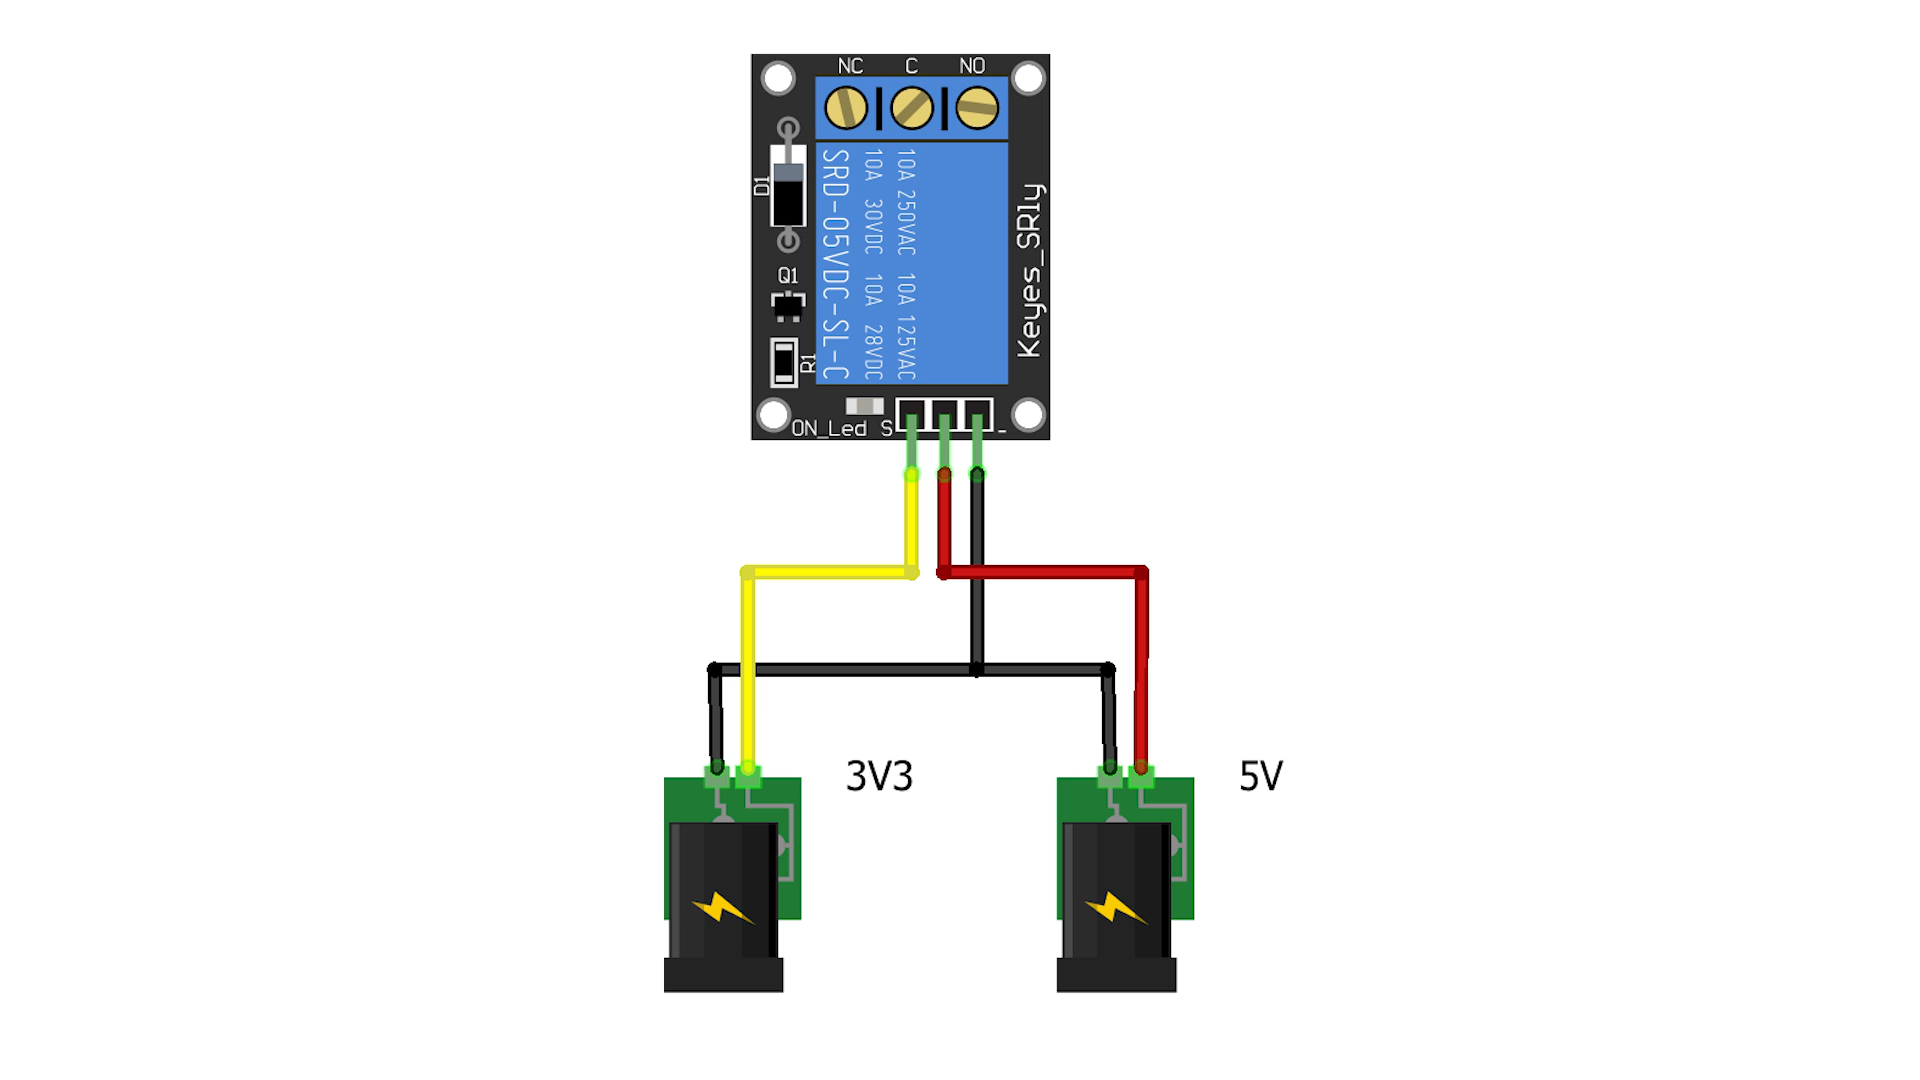 NC C NO
D1
SRD-05VDC-SL-C
10A 30VDC 10A 28VDC
10A 250VAC 10A 125VAC
Keyes_SRly
Q1
R1
ON_Led S -
3V3
5V